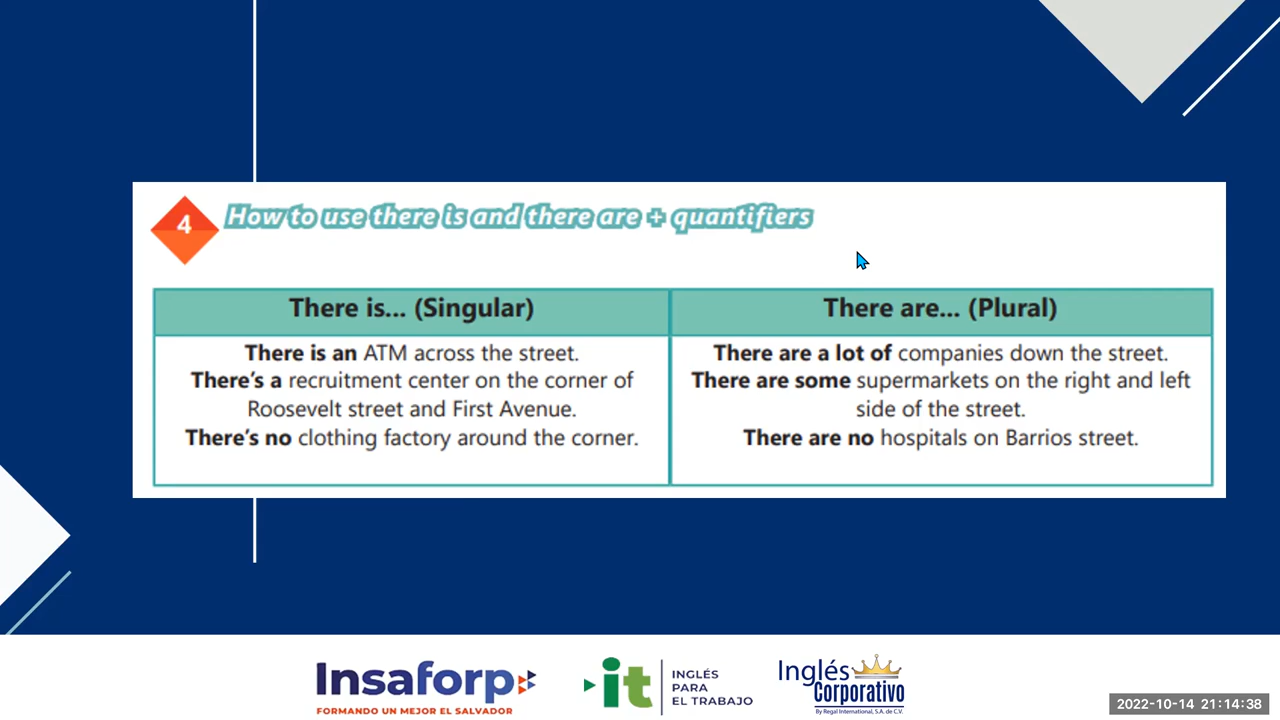 4
How to use there is and there are + quantifiers
There is... (Singular)
There are... (Plural)
There is an ATM across the street.
There's a recruitment center on the corner of
Roosevelt street and First Avenue.
There's no clothing factory around the corner.
There are a lot of companies down the street.
There are some supermarkets on the right and left
side of the street.
There are no hospitals on Barrios street.
Insaforp
FORMANDO UN MEJOR EL SALVADOR
it
INGLÉS
PARA
EL TRABAJO
Inglés
Corporativo
By Regal International, S.A. de C.V.
2022-10-14 21:14:38